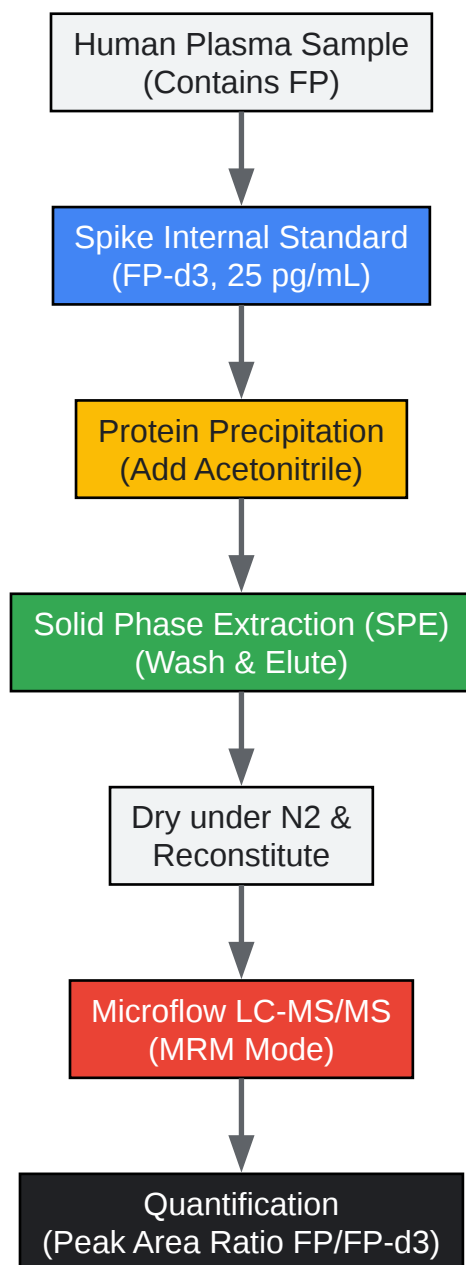 Human Plasma Sample
(Contains FP)
Spike Internal Standard
(FP-d3, 25 pg/mL)
Protein Precipitation
(Add Acetonitrile)
Solid Phase Extraction (SPE)
(Wash & Elute)
Dry under N2 &
Reconstitute
Microflow LC-MS/MS
(MRM Mode)
Quantification
(Peak Area Ratio FP/FP-d3)